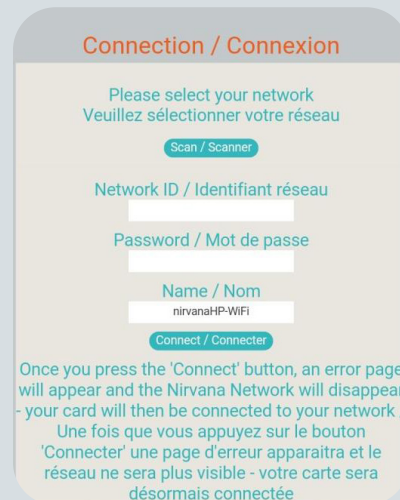 Connection / Connexion
Please select your network
Veuillez sélectionner votre réseau
Scan / Scanner
Network ID / Identifiant réseau
Password / Mot de passe
Name / Nom
nirvanaHP-WiFi
Connect / Connecter
Once you press the 'Connect' button, an error page
will appear and the Nirvana Network will disappear
- your card will then be connected to your network
Une fois que vous appuyez sur le bouton
'Connecter' une page d'erreur apparaitra et le
réseau ne sera plus visible - votre carte sera
désormais connectée